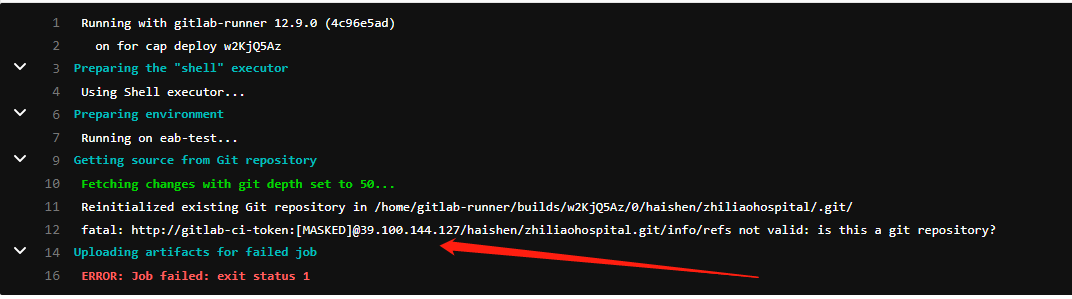 1 Running with gitlab-runner 12.9.0 (4c96e5ad)
2 on for cap deploy w2KjQ5Az
3 Preparing the "shell" executor
4 Using Shell executor...
6 Preparing environment
7 Running on eab-test...
9 Getting source from Git repository
10 Fetching changes with git depth set to 50...
11 Reinitialized existing Git repository in /home/gitlab-runner/builds/w2KjQ5Az/0/haishen/zhiliaohospital/.git/
12 fatal: http://gitlab-ci-token:[MASKED]@39.100.144.127/haishen/zhiliaohospital.git/info/refs not valid: is this a git repository?
14 Uploading artifacts for failed job
16 ERROR: Job failed: exit status 1